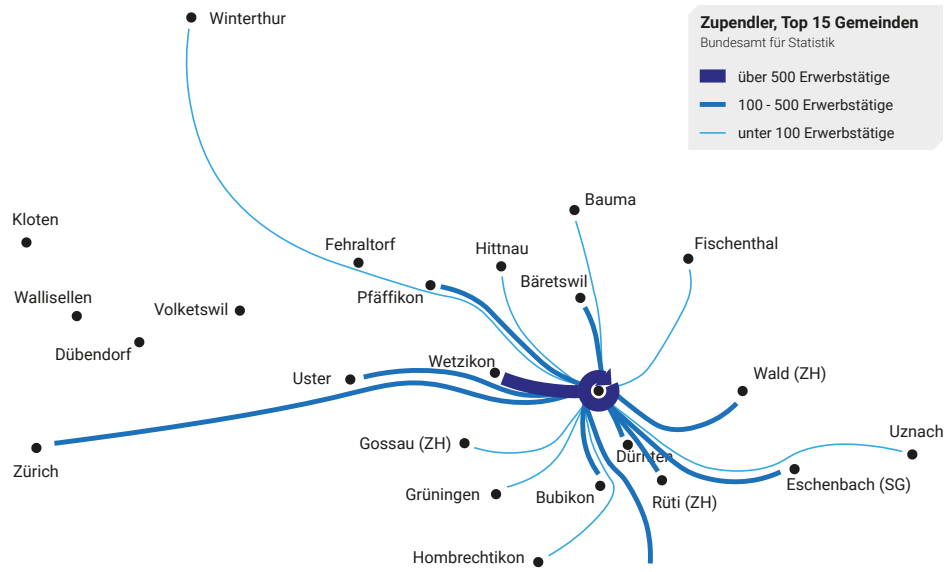 Winterthur
Zupendler, Top 15 Gemeinden
Bundesamt für Statistik
über 500 Erwerbstätige
100 - 500 Erwerbstätige
unter 100 Erwerbstätige
Bauma
Kloten
Fehraltorf
Hittnau
Fischenthal
Bäretswil
Wallisellen
Pfäffikon
Volketswil
Dübendorf
Wetzikon
Uster
Wald (ZH)
Uznach
Gossau (ZH)
Dürnten
Zürich
Eschenbach (SG)
Grüningen
Bubikon
Rüti (ZH)
Hombrechtikon